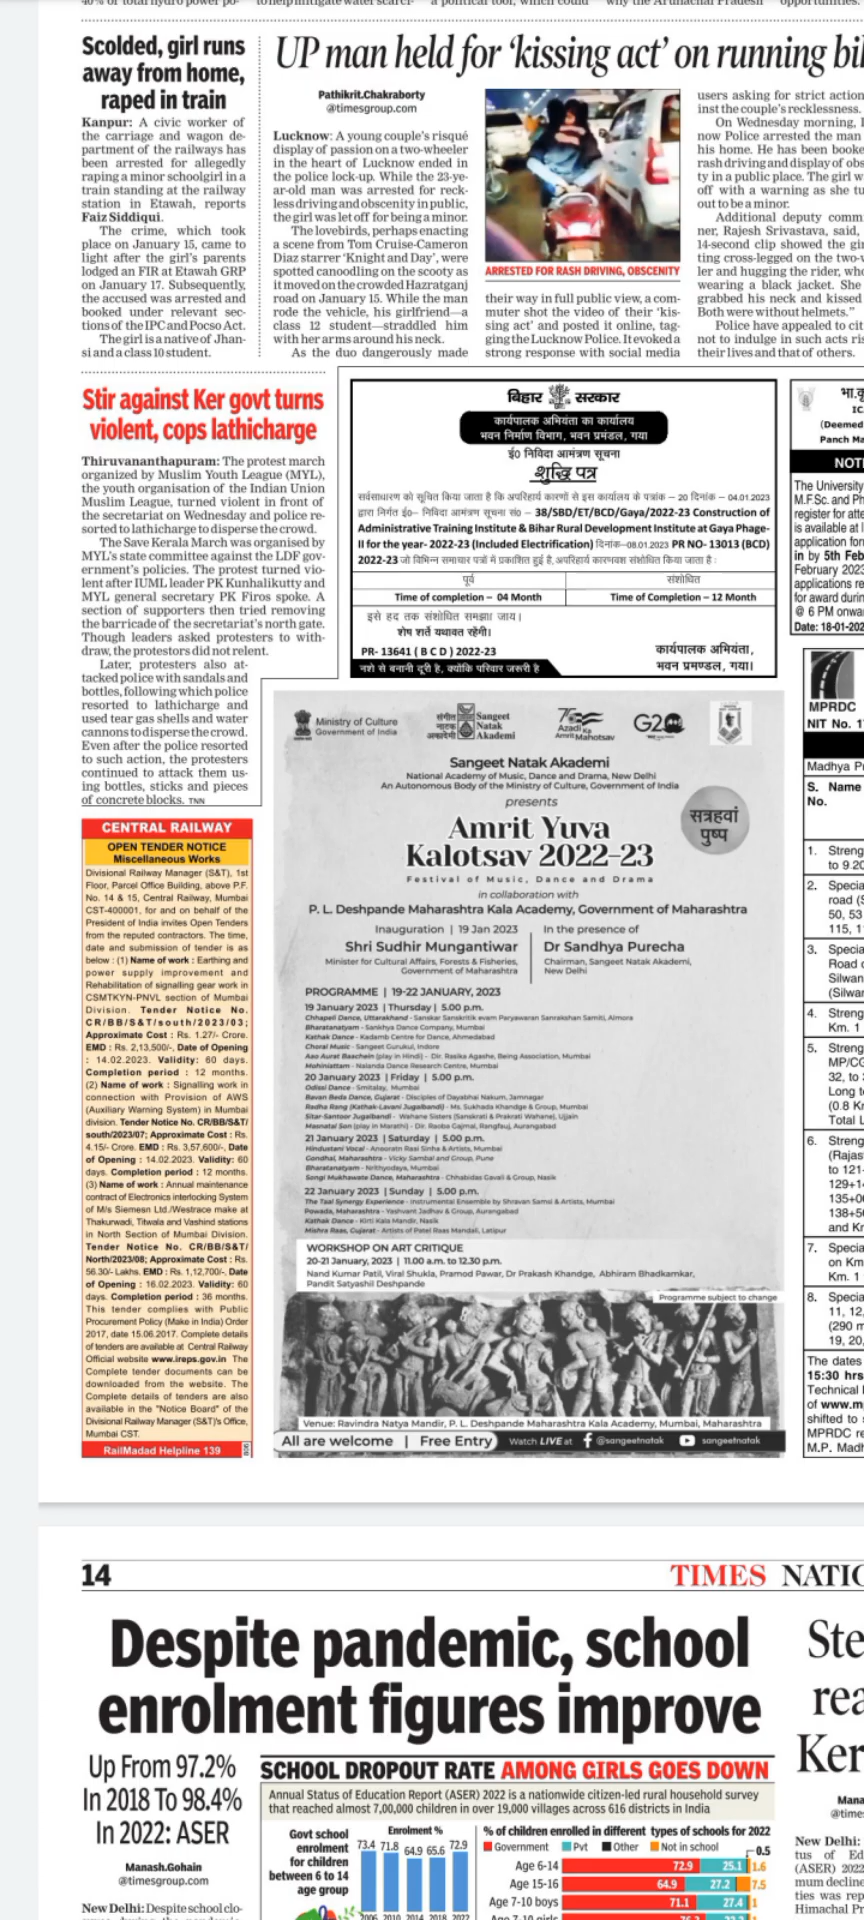 40% of total hydro power po-
to help mitigate water scarci-
a political tool, which could
why the Arunachal Pradesh
opportunities.
Scolded, girl runs
away from home,
raped in train
Kanpur: A civic worker of
the carriage and wagon de-
partment of the railways has
been arrested for allegedly
raping a minor schoolgirl in a
train standing at the railway
station in Etawah, reports
Faiz Siddiqui.
The crime, which took
place on January 15, came to
light after the girl's parents
lodged an FIR at Etawah GRP
on January 17. Subsequently,
the accused was arrested and
booked under relevant sec-
tions of the IPC and Pocso Act.
The girl is a native of Jhan-
si and a class 10 student.
UP man held for 'kissing act' on running bi
Pathikrit.Chakraborty
@timesgroup.com
Lucknow: A young couple's risqué
display of passion on a two-wheeler
in the heart of Lucknow ended in
the police lock-up. While the 23-ye-
ar-old man was arrested for reck-
less driving and obscenity in public,
the girl was let off for being a minor.
The lovebirds, perhaps enacting
a scene from Tom Cruise-Cameron
Diaz starrer 'Knight and Day', were
spotted canoodling on the scooty as
it moved on the crowded Hazratganj
road on January 15. While the man
rode the vehicle, his girlfriend—a
class 12 student—straddled him
with her arms around his neck.
As the duo dangerously made
ARRESTED FOR RASH DRIVING, OBSCENITY
their way in full public view, a com-
muter shot the video of their 'kis-
sing act' and posted it online, tag-
ging the Lucknow Police. It evoked a
strong response with social media
users asking for strict action
inst the couple's recklessness.
On Wednesday morning, L
now Police arrested the man
his home. He has been booke
rash driving and display of obs
ty in a public place. The girl w
off with a warning as she tu
out to be a minor.
Additional deputy comm
ner, Rajesh Srivastava, said,
14-second clip showed the gi
ting cross-legged on the two-w
ler and hugging the rider, who
wearing a black jacket. She
grabbed his neck and kissed
Both were without helmets."
Police have appealed to cit
not to indulge in such acts ris
their lives and that of others.
Stir against Ker govt turns
violent, cops lathicharge
Thiruvananthapuram: The protest march
organized by Muslim Youth League (MYL),
the youth organisation of the Indian Union
Muslim League, turned violent in front of
the secretariat on Wednesday and police re-
sorted to lathicharge to disperse the crowd.
The Save Kerala March was organised by
MYL's state committee against the LDF gov-
ernment's policies. The protest turned vio-
lent after IUML leader PK Kunhalikutty and
MYL general secretary PK Firos spoke. A
section of supporters then tried removing
the barricade of the secretariat's north gate.
Though leaders asked protesters to with-
draw, the protestors did not relent.
Later, protesters also at-
tacked police with sandals and
bottles, following which police
resorted to lathicharge and
used tear gas shells and water
cannons to disperse the crowd.
Even after the police resorted
to such action, the protesters
continued to attack them us-
ing bottles, sticks and pieces
of concrete blocks. TNN
बिहार सरकार
कार्यपालक अभियंता का कार्यालय
भवन निर्माण विभाग, भवन प्रमंडल, गया
ई० निविदा आमंत्रण सूचना
शुद्धि पत्र
सर्वसाधारण को सूचित किया जाता है कि अपरिहार्य कारणों से इस कार्यालय के पत्रांक – 20 दिनांक – 04.01.2023
द्वारा निर्गत ई०– निविदा आमंत्रण सूचना सं० – 38/SBD/ET/BCD/Gaya/2022-23 Construction of
Administrative Training Institute & Bihar Rural Development Institute at Gaya Phage-
II for the year- 2022-23 (Included Electrification) दिनांक–08.01.2023 PR NO- 13013 (BCD)
2022-23 जो विभिन्न समाचार पत्रों में प्रकाशित हुई है, अपरिहार्य कारणवश संशोधित किया जाता है :
पूर्व
संशोधित
Time of completion – 04 Month
Time of Completion – 12 Month
इसे हद तक संशोधित समझा जाय।
शेष शर्ते यथावत रहेंगी।
PR- 13641 ( B C D ) 2022-23
कार्यपालक अभियंता,
भवन प्रमण्डल, गया।
नशे से बनानी दूरी है, क्योंकि परिवार जरूरी है
भा.कृ
IC
(Deemed
Panch Ma
NOTI
The University
M.F.Sc. and Ph
register for atte
is available at I
application for
in by 5th Feb
February 2023
applications re
for award durin
@ 6 PM onwa
Date: 18-01-202
CENTRAL RAILWAY
OPEN TENDER NOTICE
Miscellaneous Works
Divisional Railway Manager (S&T), 1st
Floor, Parcel Office Building, above P.F.
No. 14 & 15, Central Railway, Mumbai
CST-400001, for and on behalf of the
President of India invites Open Tenders
from the reputed contractors. The time,
date and submission of tender is as
below : (1) Name of work : Earthing and
power supply improvement and
Rehabilitation of signalling gear work in
CSMTKYN-PNVL section of Mumbai
Division. Tender Notice No.
CR/BB/S&T/south/2023/03;
Approximate Cost : Rs. 1.27/- Crore.
EMD : Rs. 2,13,500/-, Date of Opening
: 14.02.2023. Validity: 60 days.
Completion period : 12 months.
(2) Name of work : Signalling work in
connection with Provision of AWS
(Auxiliary Warning System) in Mumbai
division. Tender Notice No. CR/BB/S&T/
south/2023/07; Approximate Cost : Rs.
4.15/- Crore. EMD : Rs. 3,57,600/-, Date
of Opening : 14.02.2023. Validity: 60
days. Completion period : 12 months.
(3) Name of work : Annual maintenance
contract of Electronics interlocking System
of M/s Siemesn Ltd./Westrace make at
Thakurwadi, Titwala and Vashind stations
in North Section of Mumbai Division.
Tender Notice No. CR/BB/S&T/
North/2023/08; Approximate Cost : Rs.
56.30/- Lakhs. EMD : Rs. 1,12,700/-, Date
of Opening : 16.02.2023. Validity: 60
days. Completion period : 36 months.
This tender complies with Public
Procurement Policy (Make in India) Order
2017, date 15.06.2017. Complete details
of tenders are available at Central Railway
Official website www.ireps.gov.in The
Complete tender documents can be
downloaded from the website. The
Complete details of tenders are also
available in the "Notice Board" of the
Divisional Railway Manager (S&T)'s Office,
Mumbai CST.
RailMadad Helpline 139
Ministry of Culture
Government of India
संगीत
नाटक
अकादेमी
Sangeet
Natak
Akademi
Azadi Ka
Amrit Mahotsav
G20
Sangeet Natak Akademi
National Academy of Music, Dance and Drama, New Delhi
An Autonomous Body of the Ministry of Culture, Government of India
presents
सत्रहवां
पुष्प
Amrit Yuva
Kalotsav 2022-23
Festival of Music, Dance and Drama
in collaboration with
P. L. Deshpande Maharashtra Kala Academy, Government of Maharashtra
Inauguration | 19 Jan 2023
Shri Sudhir Mungantiwar
Minister for Cultural Affairs, Forests & Fisheries,
Government of Maharashtra
In the presence of
Dr Sandhya Purecha
Chairman, Sangeet Natak Akademi,
New Delhi
PROGRAMME | 19-22 JANUARY, 2023
19 January 2023 | Thursday | 5.00 p.m.
Chhapeli Dance, Uttarakhand - Sanskar Sanskritik evam Paryawaran Sanrakshan Samiti, Almora
Bharatanatyam - Sankhya Dance Company, Mumbai
Kathak Dance - Kadamb Centre for Dance, Ahmedabad
Choral Music - Sangeet Gurukul, Indore
Aao Aurat Baachein (play in Hindi) - Dir. Rasika Agashe, Being Association, Mumbai
Mohiniattam - Nalanda Dance Research Centre, Mumbai
20 January 2023 | Friday | 5.00 p.m.
Odissi Dance - Smitalay, Mumbai
Bavan Beda Dance, Gujarat - Disciples of Dayabhai Nakum, Jamnagar
Radha Rang (Kathak-Lavani Jugalbandi) - Ms. Sukhada Khandge & Group, Mumbai
Sitar-Santoor Jugalbandi - Wahane Sisters (Sanskrati & Prakrati Wahane), Ujjain
Masnatai Son (play in Marathi) - Dir. Raoba Gajmal, Rangfauj, Aurangabad
21 January 2023 | Saturday | 5.00 p.m.
Hindustani Vocal - Anooratn Rasi Sinha & Artists, Mumbai
Gondhal, Maharashtra - Vicky Sambal and Group, Pune
Bharatanatyam - Nrithyodaya, Mumbai
Songi Mukhawate Dance, Maharashtra - Chhabidas Gavali & Group, Nasik
22 January 2023 | Sunday | 5.00 p.m.
The Taal Synergy Experience - Instrumental Ensemble by Shravan Samsi & Artists, Mumbai
Powada, Maharashtra - Yashvant Jadhav & Group, Aurangabad
Kathak Dance - Kirti Kala Mandir, Nasik
Mishra Raas, Gujarat - Artists of Patel Raas Mandali, Latipur
WORKSHOP ON ART CRITIQUE
20-21 January, 2023 | 11.00 a.m. to 12.30 p.m.
Nand Kumar Patil, Viral Shukla, Pramod Pawar, Dr Prakash Khandge, Abhiram Bhadkamkar,
Pandit Satyashil Deshpande
Programme subject to change
Venue: Ravindra Natya Mandir, P. L. Deshpande Maharashtra Kala Academy, Mumbai, Maharashtra
All are welcome | Free Entry
Watch LIVE at @sangeetnatak sangeetnatak
MPRDC
NIT No. 1
Madhya Pr
S. Name
No.
1. Streng
to 9.20
2. Specia
road (S
50, 53
115, 1
3. Specia
Road o
Silwan
(Silwar
4. Streng
Km. 1
5. Streng
MP/CG
32, to
Long t
(0.8 Kr
Total L
6. Streng
(Rajas
to 121-
129+14
135+00
138+50
and Kr
7. Specia
on Km
Km. 1
8. Specia
11, 12,
(290 m
19, 20,
The dates
15:30 hrs
Technical
of www.mp
shifted to s
MPRDC re
M.P. Madh
14
TIMES NATIO
Despite pandemic, school
enrolment figures improve
Up From 97.2%
In 2018 To 98.4%
In 2022: ASER
Manash.Gohain
@timesgroup.com
New Delhi: Despite school clo-
SCHOOL DROPOUT RATE AMONG GIRLS GOES DOWN
Annual Status of Education Report (ASER) 2022 is a nationwide citizen-led rural household survey
that reached almost 7,00,000 children in over 19,000 villages across 616 districts in India
Govt school
enrolment
for children
between 6 to 14
age group
Enrolment %
73.4 71.8 64.9 65.6 72.9
2006 2010 2014 2018 2022
% of children enrolled in different types of schools for 2022
Government Pvt Other Not in school
0.5
Age 6-14 72.9 25.1 1.6
Age 15-16 64.9 27.2 7.5
Age 7-10 boys 71.1 27.4 1
Age 7-10 girls 76.3
Ste
rea
Ker
Mana
@times
New Delhi:
tus of Ed
(ASER) 2022
mum decline
ties was rep
Himachal Pr